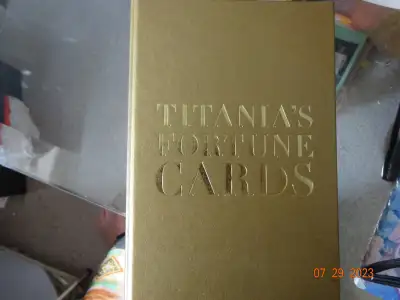 TITANIA'S
FORTUNE
CARDS
07 29 2023